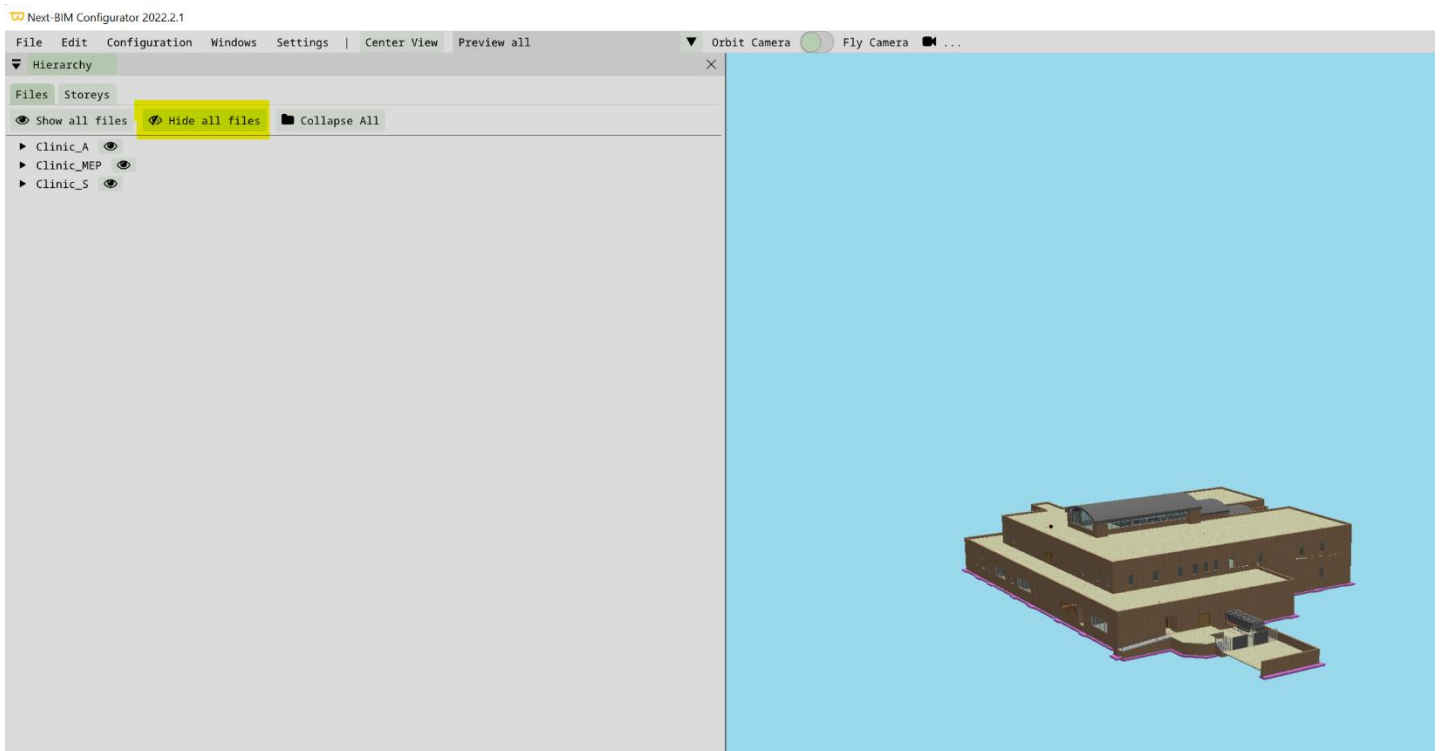 Next-BIM Configurator 2022.2.1
File Edit Configuration Windows Settings | Center View Preview all Orbit Camera Fly Camera ...
Hierarchy
Files Storeys
Show all files Hide all files Collapse All
Clinic_A
Clinic_MEP
Clinic_S